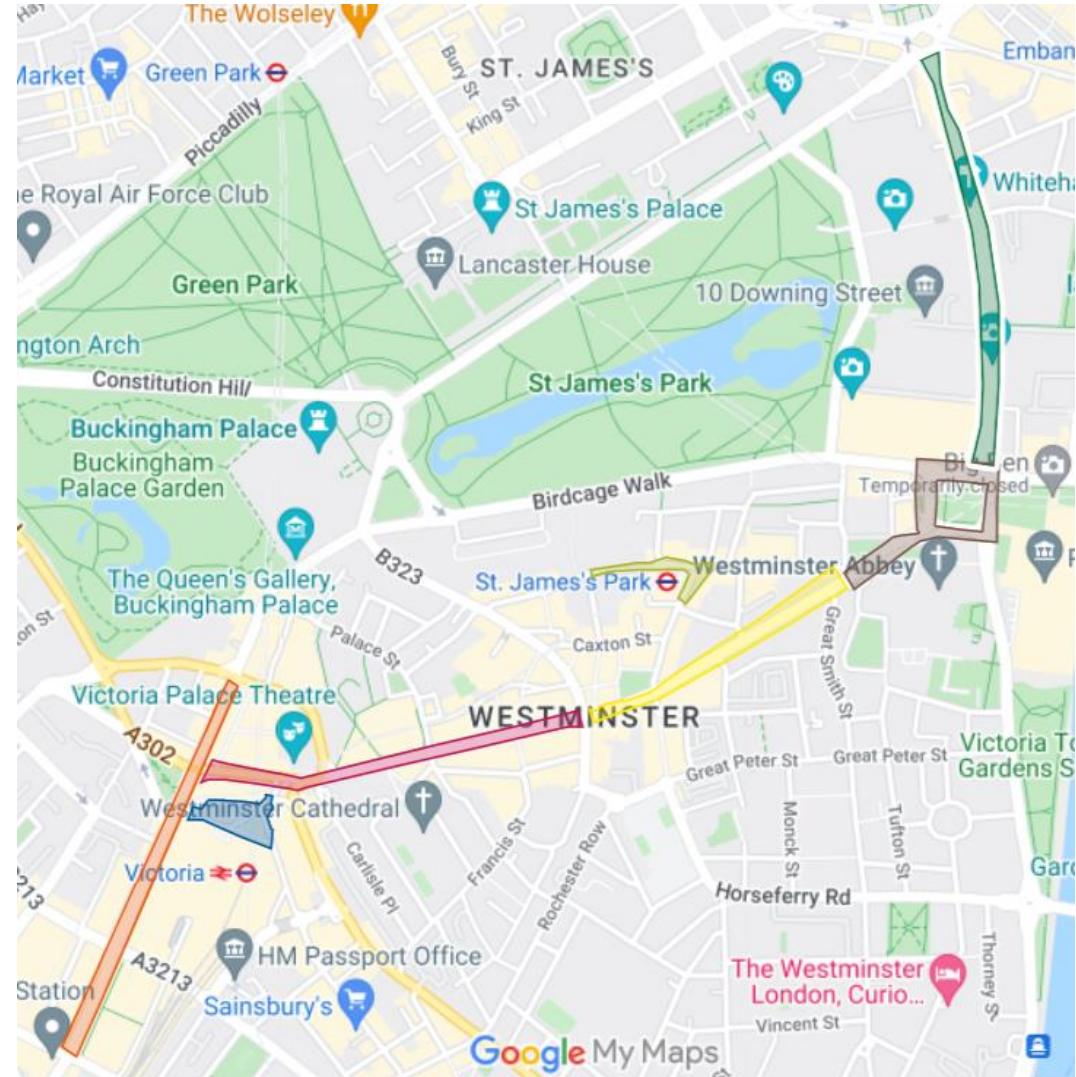 The Wolseley
Market
Green Park
Bury St
ST. JAMES'S
Emban
King St
Piccadilly
Whiteha
e Royal Air Force Club
St James's Palace
Lancaster House
Green Park
10 Downing Street
ngton Arch
Constitution Hill
St James's Park
Buckingham Palace
Buckingham
Palace Garden
Big Ben
Temporarily closed
Birdcage Walk
B323
St. James's Park
Westminster Abbey
The Queen's Gallery,
Buckingham Palace
ton St
Palace St
Caxton St
Great Smith St
Victoria Palace Theatre
WESTMINSTER
A302
Great Peter St
Great Peter St
Victoria To
Gardens S
Westminster Cathedral
Monck St
Tufton St
Francis St
Carlisle Pl
Rochester Row
Victoria
Gard
3213
Horseferry Rd
HM Passport Office
A3213
Thorney St
The Westminster
London, Curio...
Station
Sainsbury's
Vincent St
Google My Maps